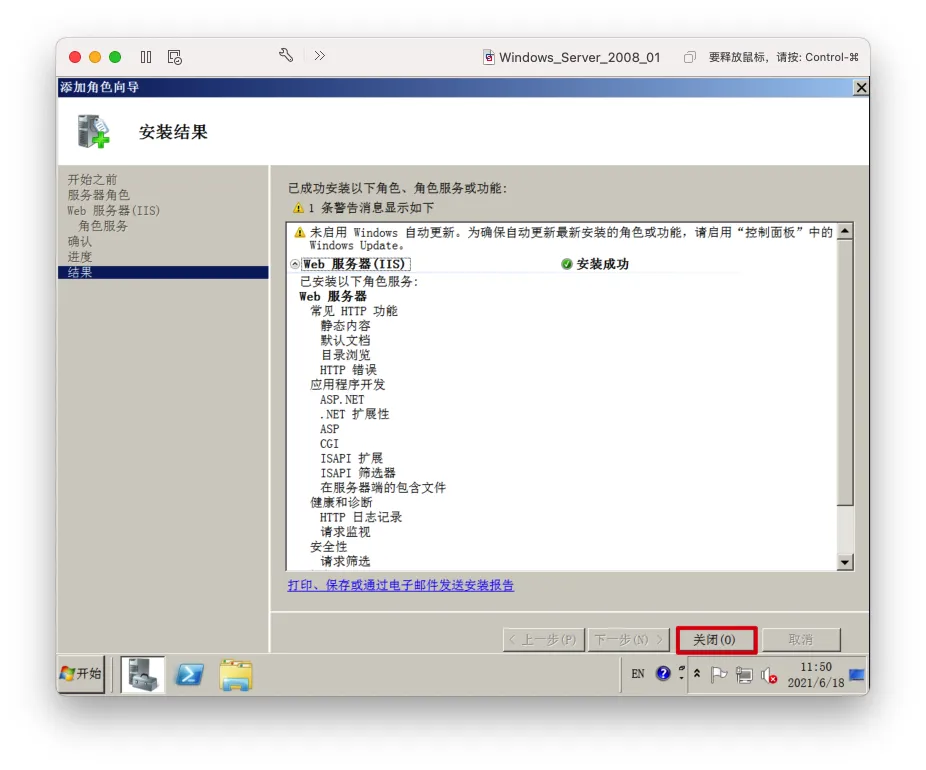 Windows_Server_2008_01
要释放鼠标，请按: Control-⌘
添加角色向导
安装结果
开始之前
服务器角色
Web 服务器(IIS)
角色服务
确认
进度
结果
已成功安装以下角色、角色服务或功能:
1 条警告消息显示如下
未启用 Windows 自动更新。为确保自动更新最新安装的角色或功能，请启用“控制面板”中的
Windows Update。
Web 服务器(IIS) 安装成功
已安装以下角色服务:
Web 服务器
常见 HTTP 功能
静态内容
默认文档
目录浏览
HTTP 错误
应用程序开发
ASP.NET
.NET 扩展性
ASP
CGI
ISAPI 扩展
ISAPI 筛选器
在服务器端的包含文件
健康和诊断
HTTP 日志记录
请求监视
安全性
请求筛选
打印、保存或通过电子邮件发送安装报告
< 上一步(P) 下一步(N) > 关闭(O) 取消
开始
EN
11:50
2021/6/18